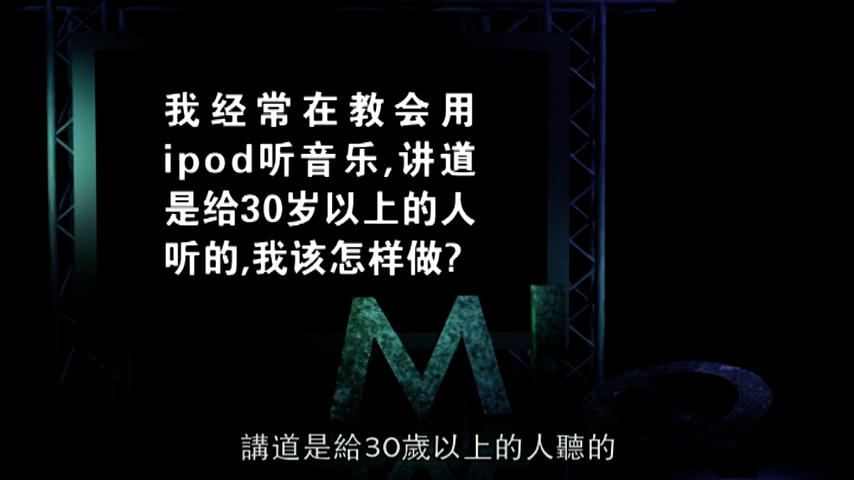 我经常在教会用
ipod听音乐,讲道
是给30岁以上的人
听的,我该怎样做?
M
講道是給30歲以上的人聽的